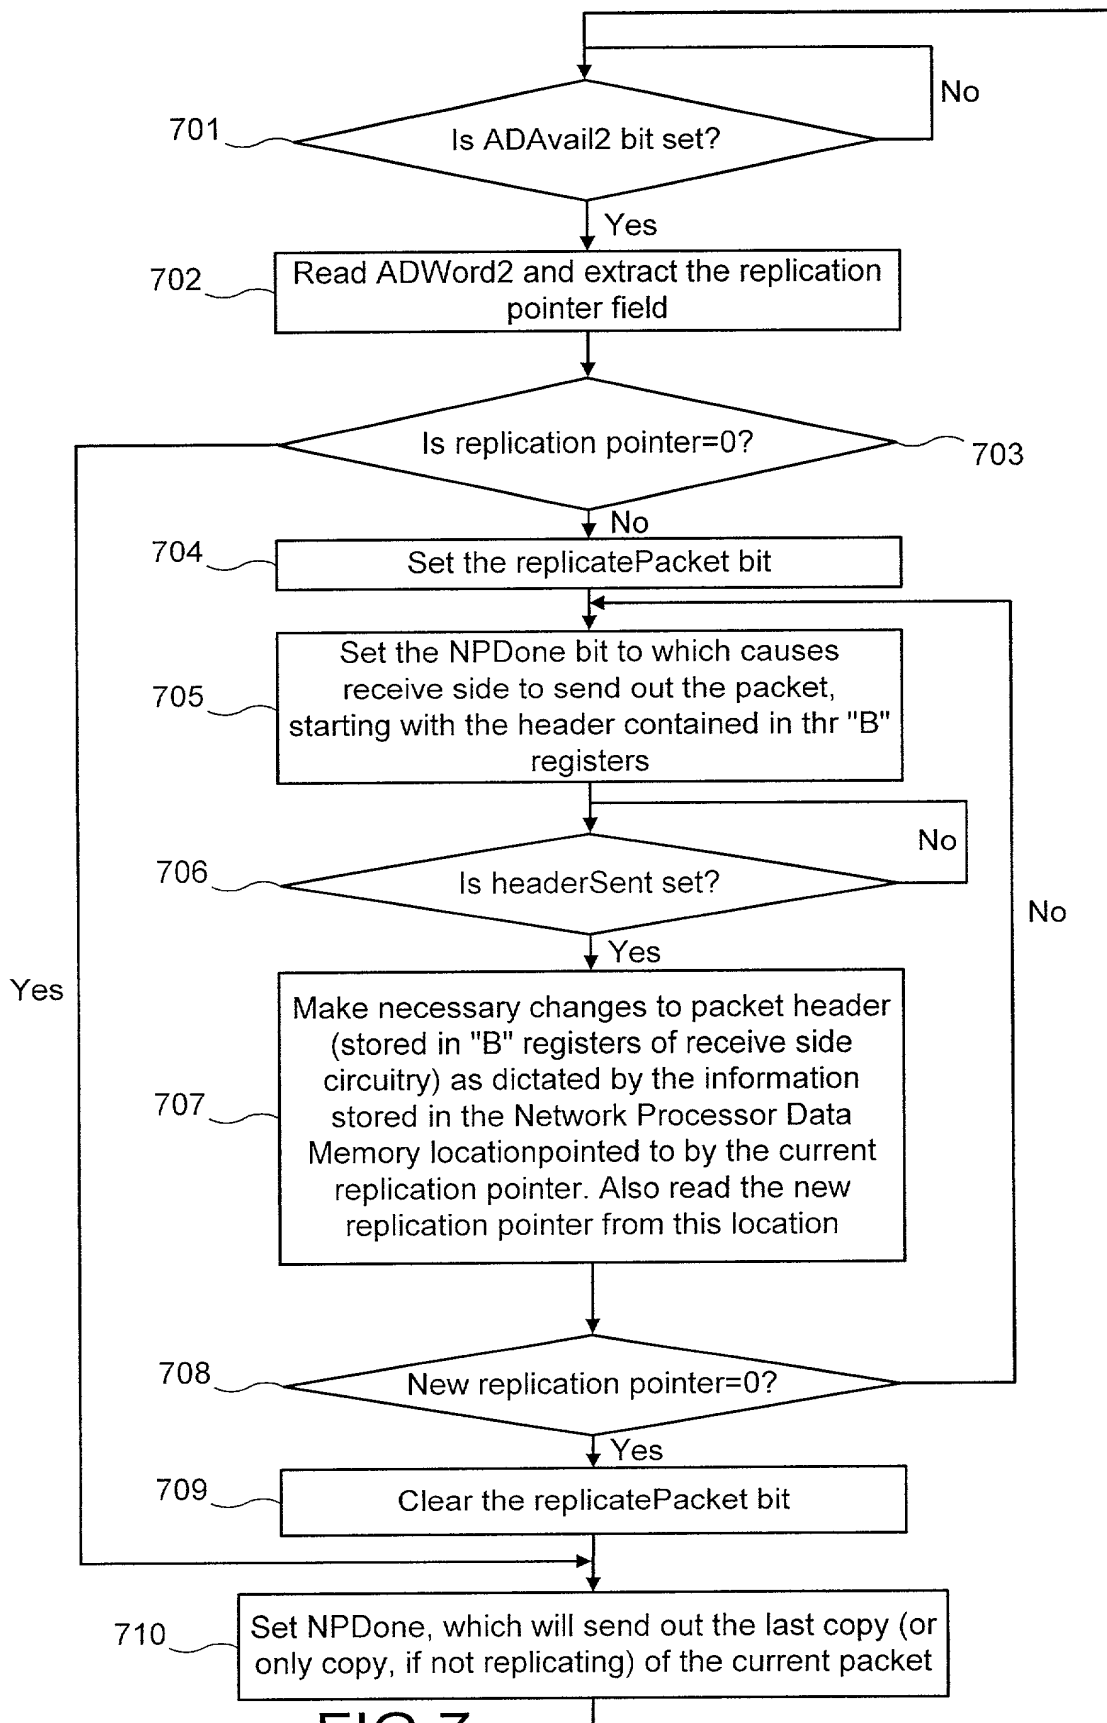 No
701
Is ADAvail2 bit set?
Yes
702
Read ADWord2 and extract the replication
pointer field
Is replication pointer=0?
703
No
704
Set the replicatePacket bit
705
Set the NPDone bit to which causes
receive side to send out the packet,
starting with the header contained in thr "B"
registers
No
706
Is headerSent set?
No
Yes
Yes
707
Make necessary changes to packet header
(stored in "B" registers of receive side
circuitry) as dictated by the information
stored in the Network Processor Data
Memory locationpointed to by the current
replication pointer. Also read the new
replication pointer from this location
708
New replication pointer=0?
Yes
709
Clear the replicatePacket bit
710
Set NPDone, which will send out the last copy (or
only copy, if not replicating) of the current packet
FIG 7